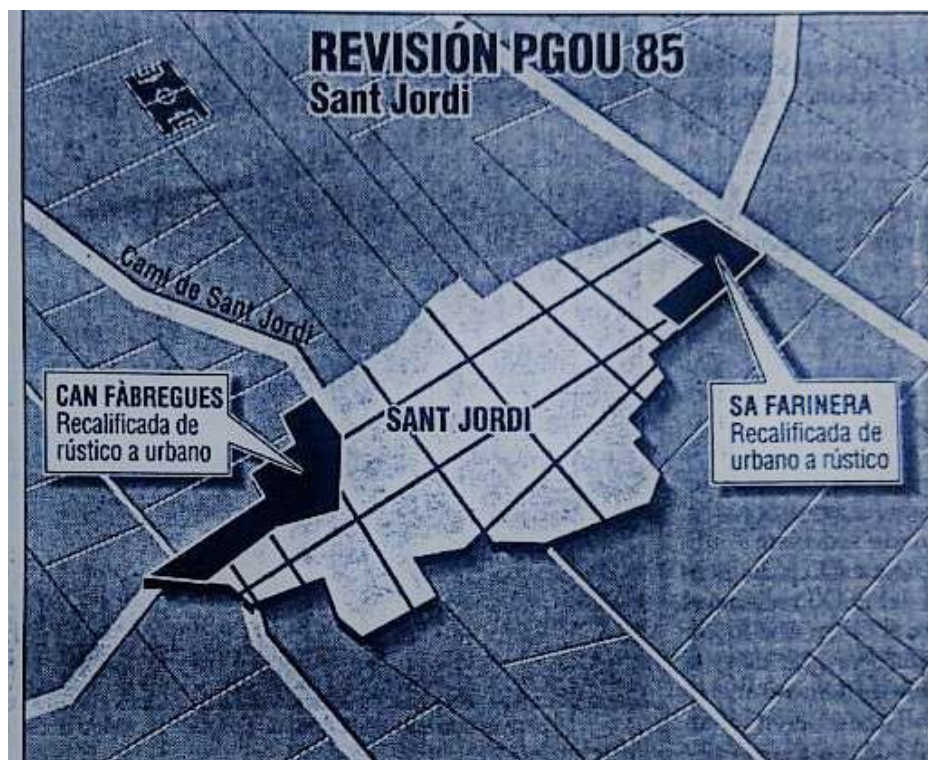 REVISIÓN PGOU 85
Sant Jordi
Camí de Sant Jordi
CAN FÀBREGUES
Recalificada de
rústico a urbano
SANT JORDI
SA FARINERA
Recalificada de
urbano a rústico